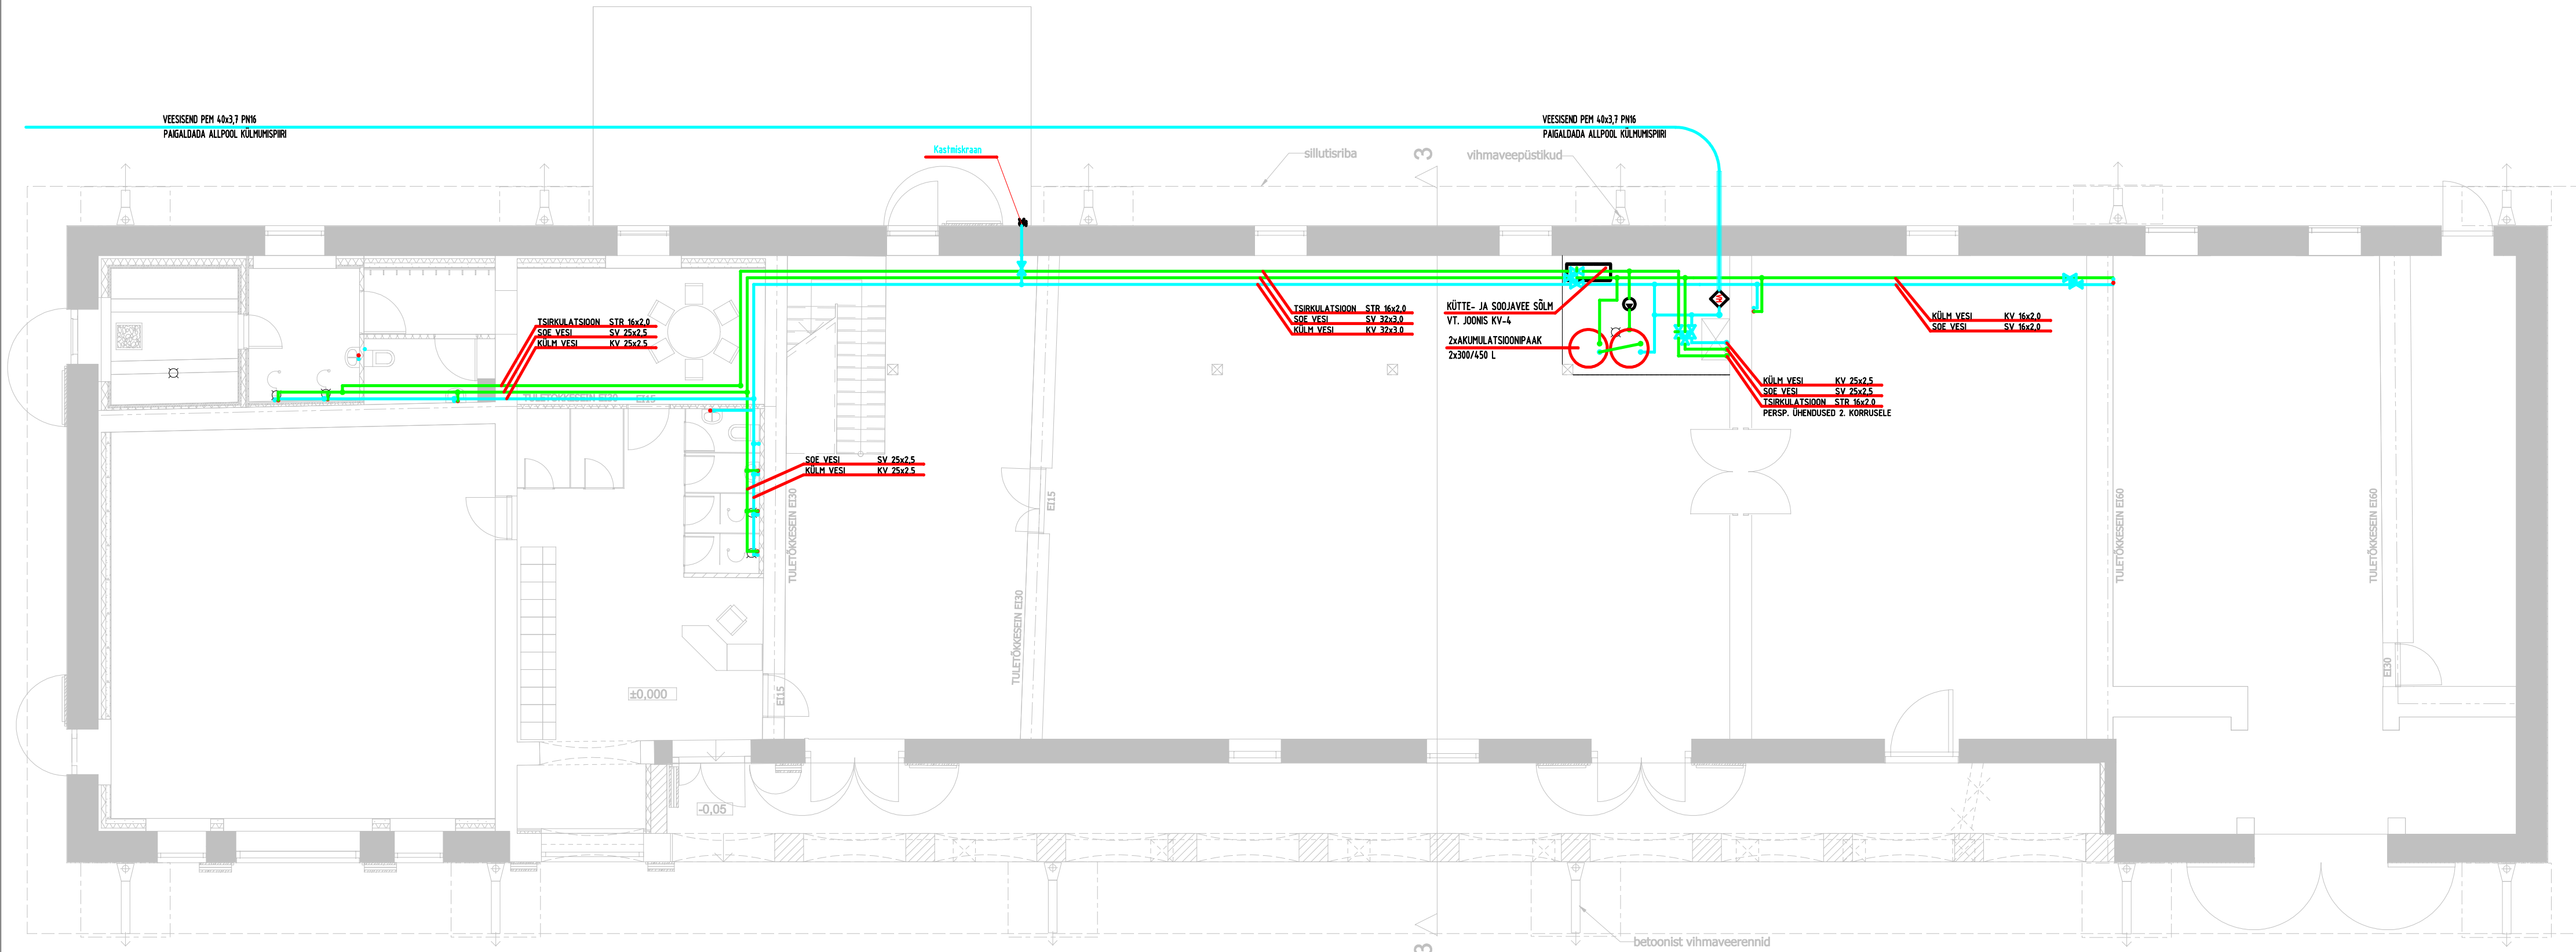 VEESISEND PEM 40x3,7 PN16
PAIGALDADA ALLPOOL KÜLMUMISPIIRI
VEESISEND PEM 40x3,7 PN16
PAIGALDADA ALLPOOL KÜLMUMISPIIRI
Kastmiskraan
sillutisriba
3
vihmaveepüstikud
TSIRKULATSIOON STR 16x2.0
SOE VESI SV 25x2.5
KÜLM VESI KV 25x2.5
TSIRKULATSIOON STR 16x2.0
SOE VESI SV 32x3.0
KÜLM VESI KV 32x3.0
KÜTTE- JA SOOJAVEE SÕLM
VT. JOONIS KV-4
2xAKUMULATSIOONIPAAK
2x300/450 L
KÜLM VESI KV 16x2.0
SOE VESI SV 16x2.0
KÜLM VESI KV 25x2.5
SOE VESI SV 25x2.5
TSIRKULATSIOON STR 16x2.0
PERSP. ÜHENDUSED 2. KORRUSELE
TULETÕKKESEIN EI30 EI15
SOE VESI SV 25x2.5
KÜLM VESI KV 25x2.5
TULETÕKKESEIN EI30
EI15
TULETÕKKESEIN EI30
EI15
TULETÕKKESEIN EI60
TULETÕKKESEIN EI60
EI30
±0,000
-0,05
3
betoonist vihmaveerennid